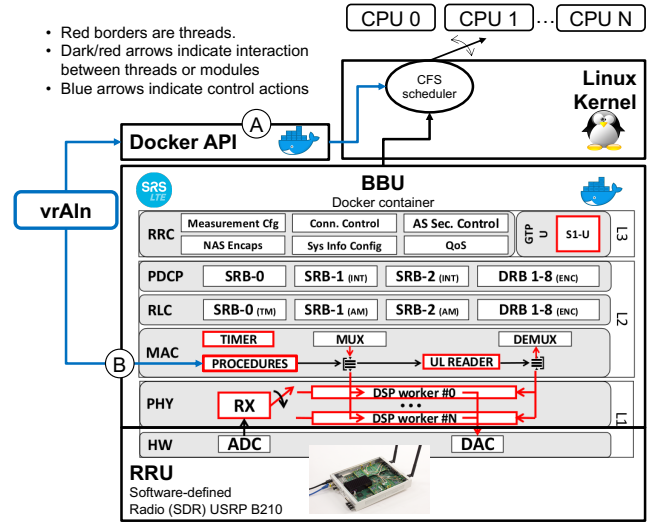 CPU 0 CPU 1 ... CPU N
• Red borders are threads.
• Dark/red arrows indicate interaction
between threads or modules
• Blue arrows indicate control actions
CFS
scheduler
Linux
Kernel
A
Docker API
vrAIn
B
SRS
LTE
BBU
Docker container
RRC
Measurement Cfg Conn. Control AS Sec. Control
NAS Encaps Sys Info Config QoS
GTP
U
S1-U
L3
PDCP SRB-0 SRB-1 (INT) SRB-2 (INT) DRB 1-8 (ENC)
RLC SRB-0 (TM) SRB-1 (AM) SRB-2 (AM) DRB 1-8 (ENC)
L2
MAC
TIMER MUX DEMUX
PROCEDURES UL READER
PHY
RX
DSP worker #0
...
DSP worker #N
L1
HW ADC DAC
RRU
Software-defined
Radio (SDR) USRP B210